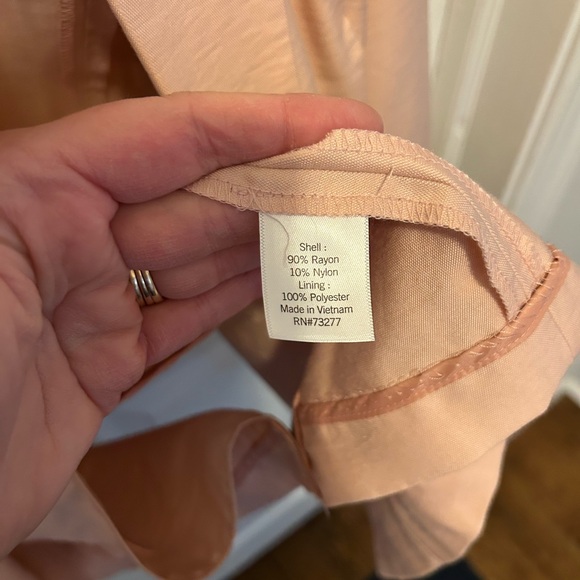 Shell :
90% Rayon
10% Nylon
Lining :
100% Polyester
Made in Vietnam
RN#73277